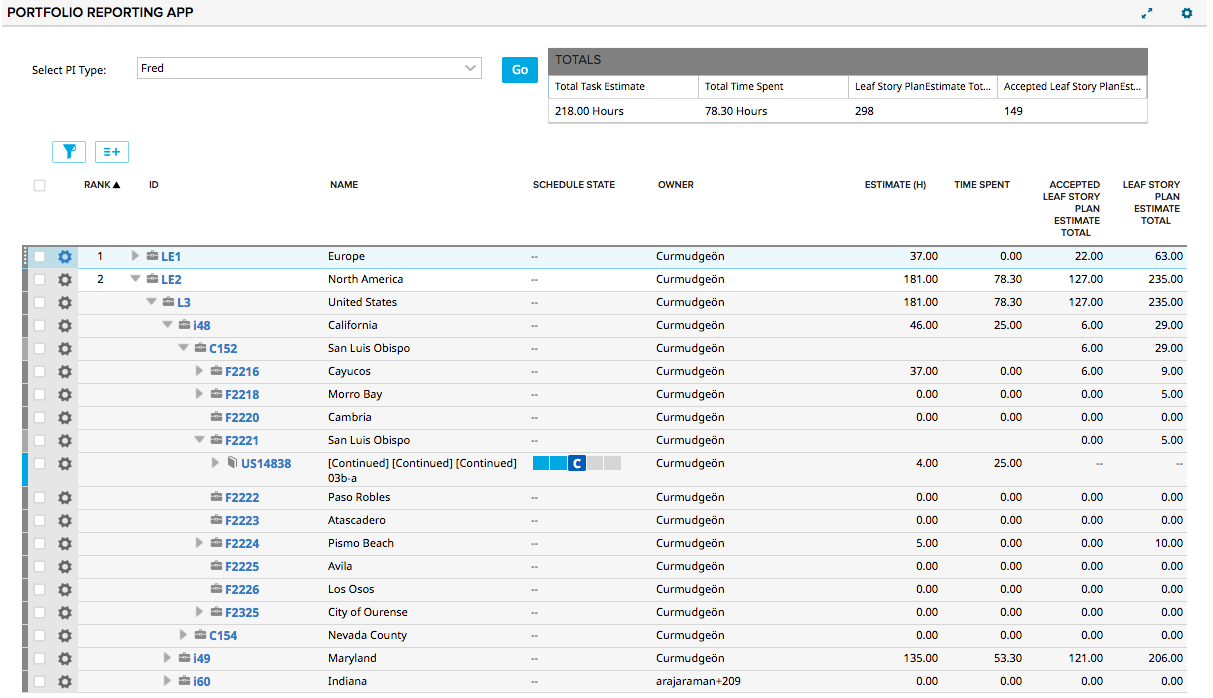 PORTFOLIO REPORTING APP
Select PI Type: Fred Go
TOTALS
Total Task Estimate Total Time Spent Leaf Story PlanEstimate Tot... Accepted Leaf Story PlanEst...
218.00 Hours 78.30 Hours 298 149
RANK ID NAME SCHEDULE STATE OWNER ESTIMATE (H) TIME SPENT ACCEPTED LEAF STORY PLAN ESTIMATE TOTAL LEAF STORY PLAN ESTIMATE TOTAL
1 LE1 Europe -- Curmudgeön 37.00 0.00 22.00 63.00
2 LE2 North America -- Curmudgeön 181.00 78.30 127.00 235.00
L3 United States -- Curmudgeön 181.00 78.30 127.00 235.00
i48 California -- Curmudgeön 46.00 25.00 6.00 29.00
C152 San Luis Obispo -- Curmudgeön 6.00 29.00
F2216 Cayucos -- Curmudgeön 37.00 0.00 6.00 9.00
F2218 Morro Bay -- Curmudgeön 0.00 0.00 0.00 5.00
F2220 Cambria -- Curmudgeön 0.00 0.00 0.00 0.00
F2221 San Luis Obispo -- Curmudgeön 0.00 5.00
US14838 [Continued] [Continued] [Continued] C Curmudgeön 4.00 25.00 -- --
03b-a
F2222 Paso Robles -- Curmudgeön 0.00 0.00 0.00 0.00
F2223 Atascadero -- Curmudgeön 0.00 0.00 0.00 0.00
F2224 Pismo Beach -- Curmudgeön 5.00 0.00 0.00 10.00
F2225 Avila -- Curmudgeön 0.00 0.00 0.00 0.00
F2226 Los Osos -- Curmudgeön 0.00 0.00 0.00 0.00
F2325 City of Ourense -- Curmudgeön 0.00 0.00 0.00 0.00
C154 Nevada County -- Curmudgeön 0.00 0.00 0.00 0.00
i49 Maryland -- Curmudgeön 135.00 53.30 121.00 206.00
i60 Indiana -- arajaraman+209 0.00 0.00 0.00 0.00